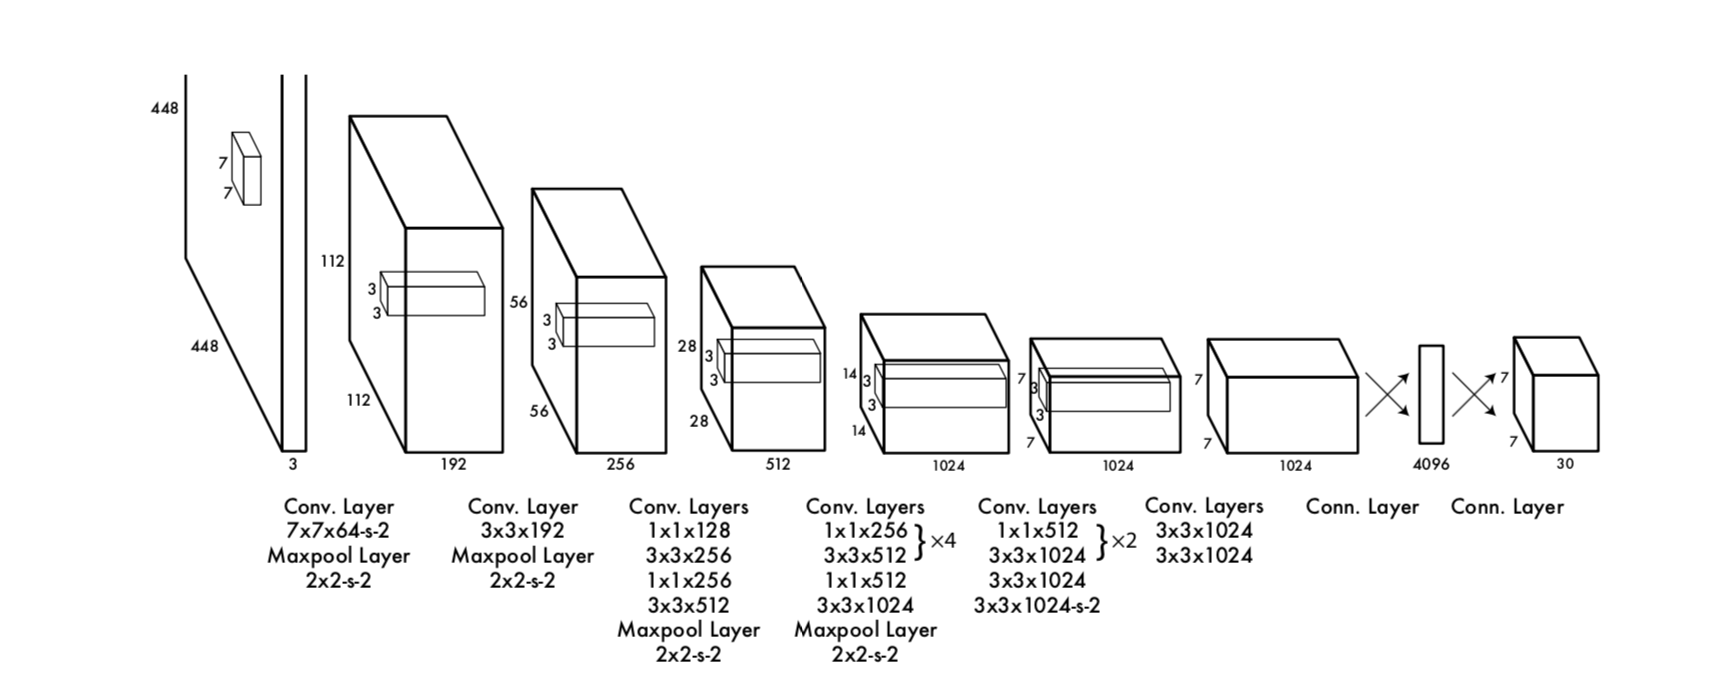 448
7
7
448
3
112
3
3
112
192
56
3
3
56
256
28
3
3
28
512
14
3
3
14
1024
7
3
3
7
1024
7
7
1024
4096
7
7
30
Conv. Layer
7x7x64-s-2
Maxpool Layer
2x2-s-2
Conv. Layer
3x3x192
Maxpool Layer
2x2-s-2
Conv. Layers
1x1x128
3x3x256
1x1x256
3x3x512
Maxpool Layer
2x2-s-2
Conv. Layers
1x1x256
3x3x512
} ×4
1x1x512
3x3x1024
Maxpool Layer
2x2-s-2
Conv. Layers
1x1x512
3x3x1024
} ×2
3x3x1024
3x3x1024-s-2
Conv. Layers
3x3x1024
3x3x1024
Conn. Layer
Conn. Layer